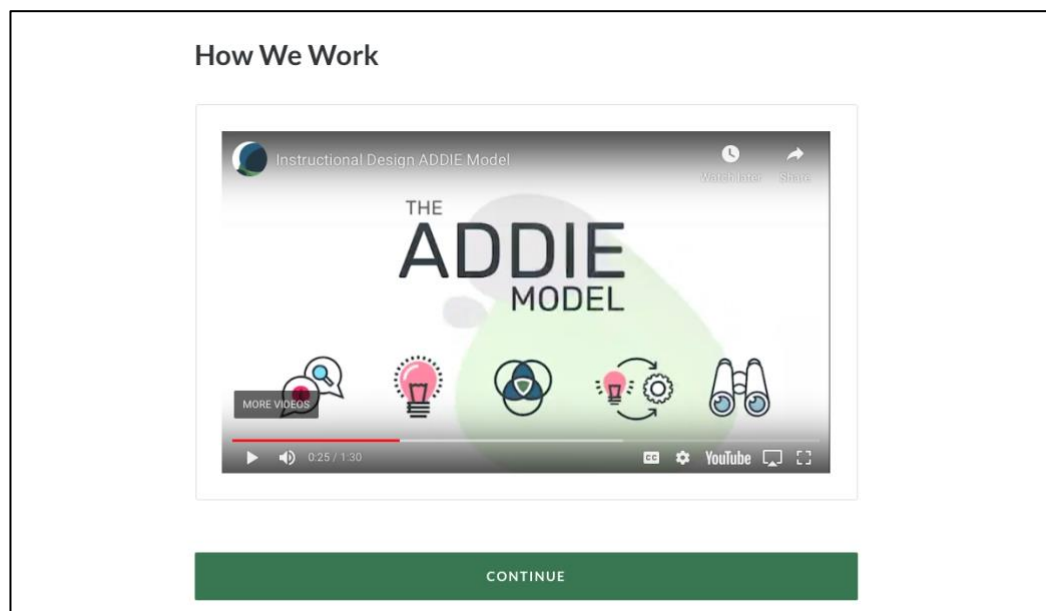 How We Work
Instructional Design ADDIE Model
Watch later
Share
THE
ADDIE
MODEL
MORE VIDEOS
0:25 / 1:30
CC
YouTube
CONTINUE